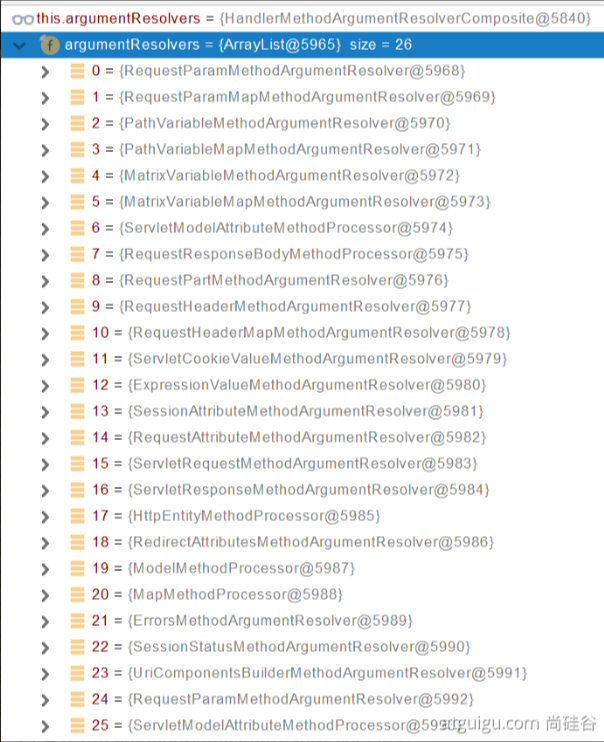 this.argumentResolvers = {HandlerMethodArgumentResolverComposite@5840}
f argumentResolvers = {ArrayList@5965} size = 26
0 = {RequestParamMethodArgumentResolver@5968}
1 = {RequestParamMapMethodArgumentResolver@5969}
2 = {PathVariableMethodArgumentResolver@5970}
3 = {PathVariableMapMethodArgumentResolver@5971}
4 = {MatrixVariableMethodArgumentResolver@5972}
5 = {MatrixVariableMapMethodArgumentResolver@5973}
6 = {ServletModelAttributeMethodProcessor@5974}
7 = {RequestResponseBodyMethodProcessor@5975}
8 = {RequestPartMethodArgumentResolver@5976}
9 = {RequestHeaderMethodArgumentResolver@5977}
10 = {RequestHeaderMapMethodArgumentResolver@5978}
11 = {ServletCookieValueMethodArgumentResolver@5979}
12 = {ExpressionValueMethodArgumentResolver@5980}
13 = {SessionAttributeMethodArgumentResolver@5981}
14 = {RequestAttributeMethodArgumentResolver@5982}
15 = {ServletRequestMethodArgumentResolver@5983}
16 = {ServletResponseMethodArgumentResolver@5984}
17 = {HttpEntityMethodProcessor@5985}
18 = {RedirectAttributesMethodArgumentResolver@5986}
19 = {ModelMethodProcessor@5987}
20 = {MapMethodProcessor@5988}
21 = {ErrorsMethodArgumentResolver@5989}
22 = {SessionStatusMethodArgumentResolver@5990}
23 = {UriComponentsBuilderMethodArgumentResolver@5991}
24 = {RequestParamMethodArgumentResolver@5992}
25 = {ServletModelAttributeMethodProcessor@5993}
atguigu.com 尚硅谷